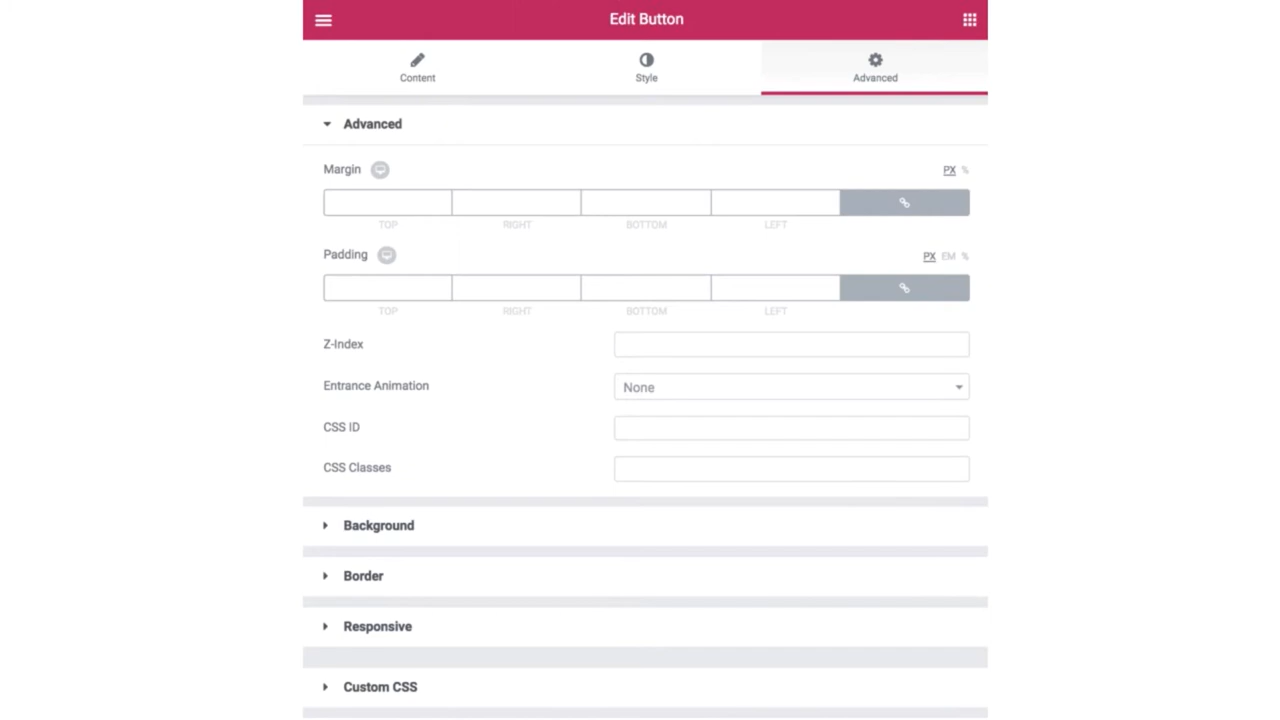 Edit Button
Content Style Advanced
Advanced
Margin PX %
TOP RIGHT BOTTOM LEFT
Padding PX EM %
TOP RIGHT BOTTOM LEFT
Z-Index
Entrance Animation None
CSS ID
CSS Classes
Background
Border
Responsive
Custom CSS